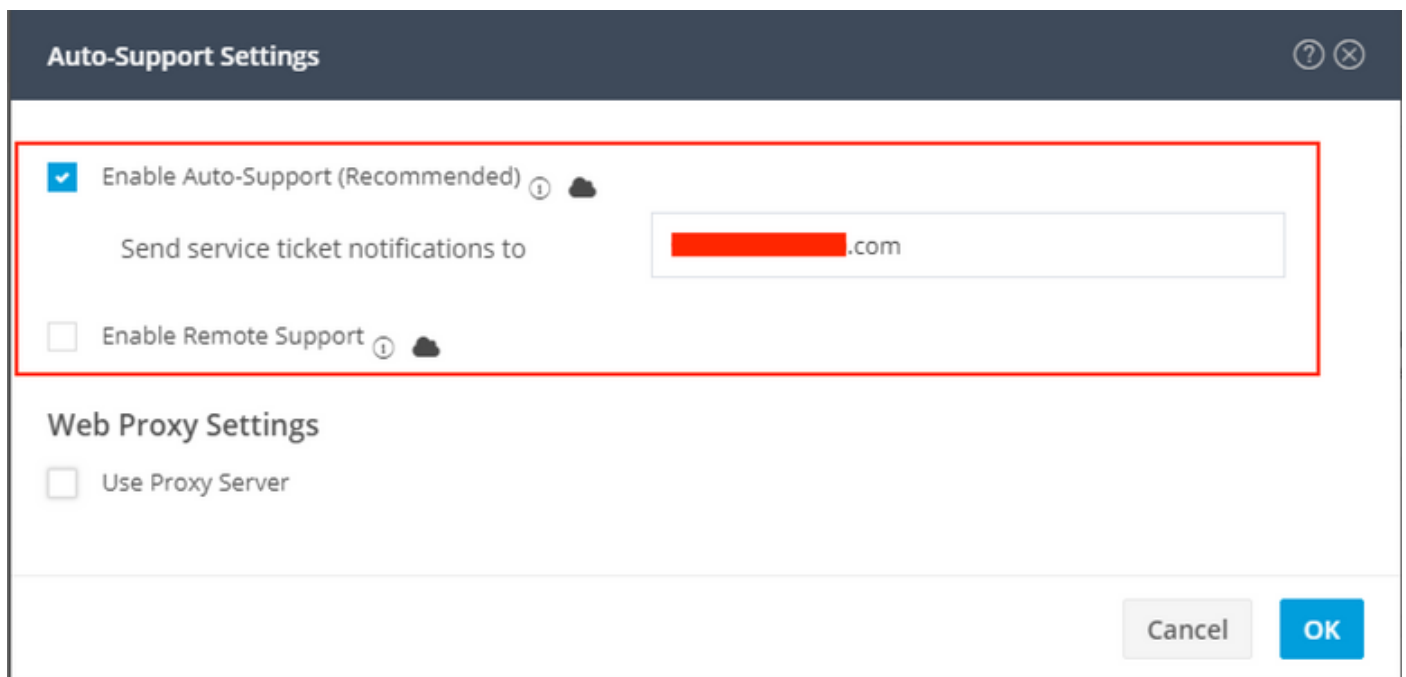 Auto-Support Settings
Enable Auto-Support (Recommended)
Send service ticket notifications to
.com
Enable Remote Support
Web Proxy Settings
Use Proxy Server
Cancel
OK